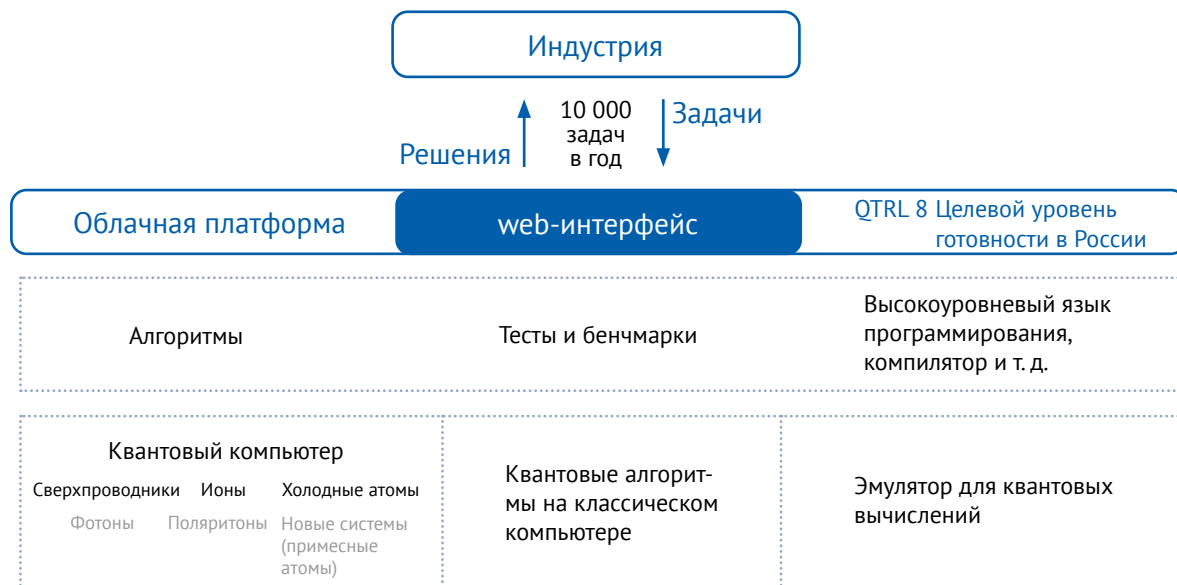 Индустрия
Решения
10 000
задач
в год
Задачи
Облачная платформа
web-интерфейс
QTRL 8 Целевой уровень
готовности в России
Алгоритмы
Тесты и бенчмарки
Высокоуровневый язык
программирования,
компилятор и т. д.
Квантовый компьютер
Сверхпроводники Ионы Холодные атомы
Фотоны Поляритоны Новые системы
(примесные
атомы)
Квантовые алгорит-
мы на классическом
компьютере
Эмулятор для квантовых
вычислений